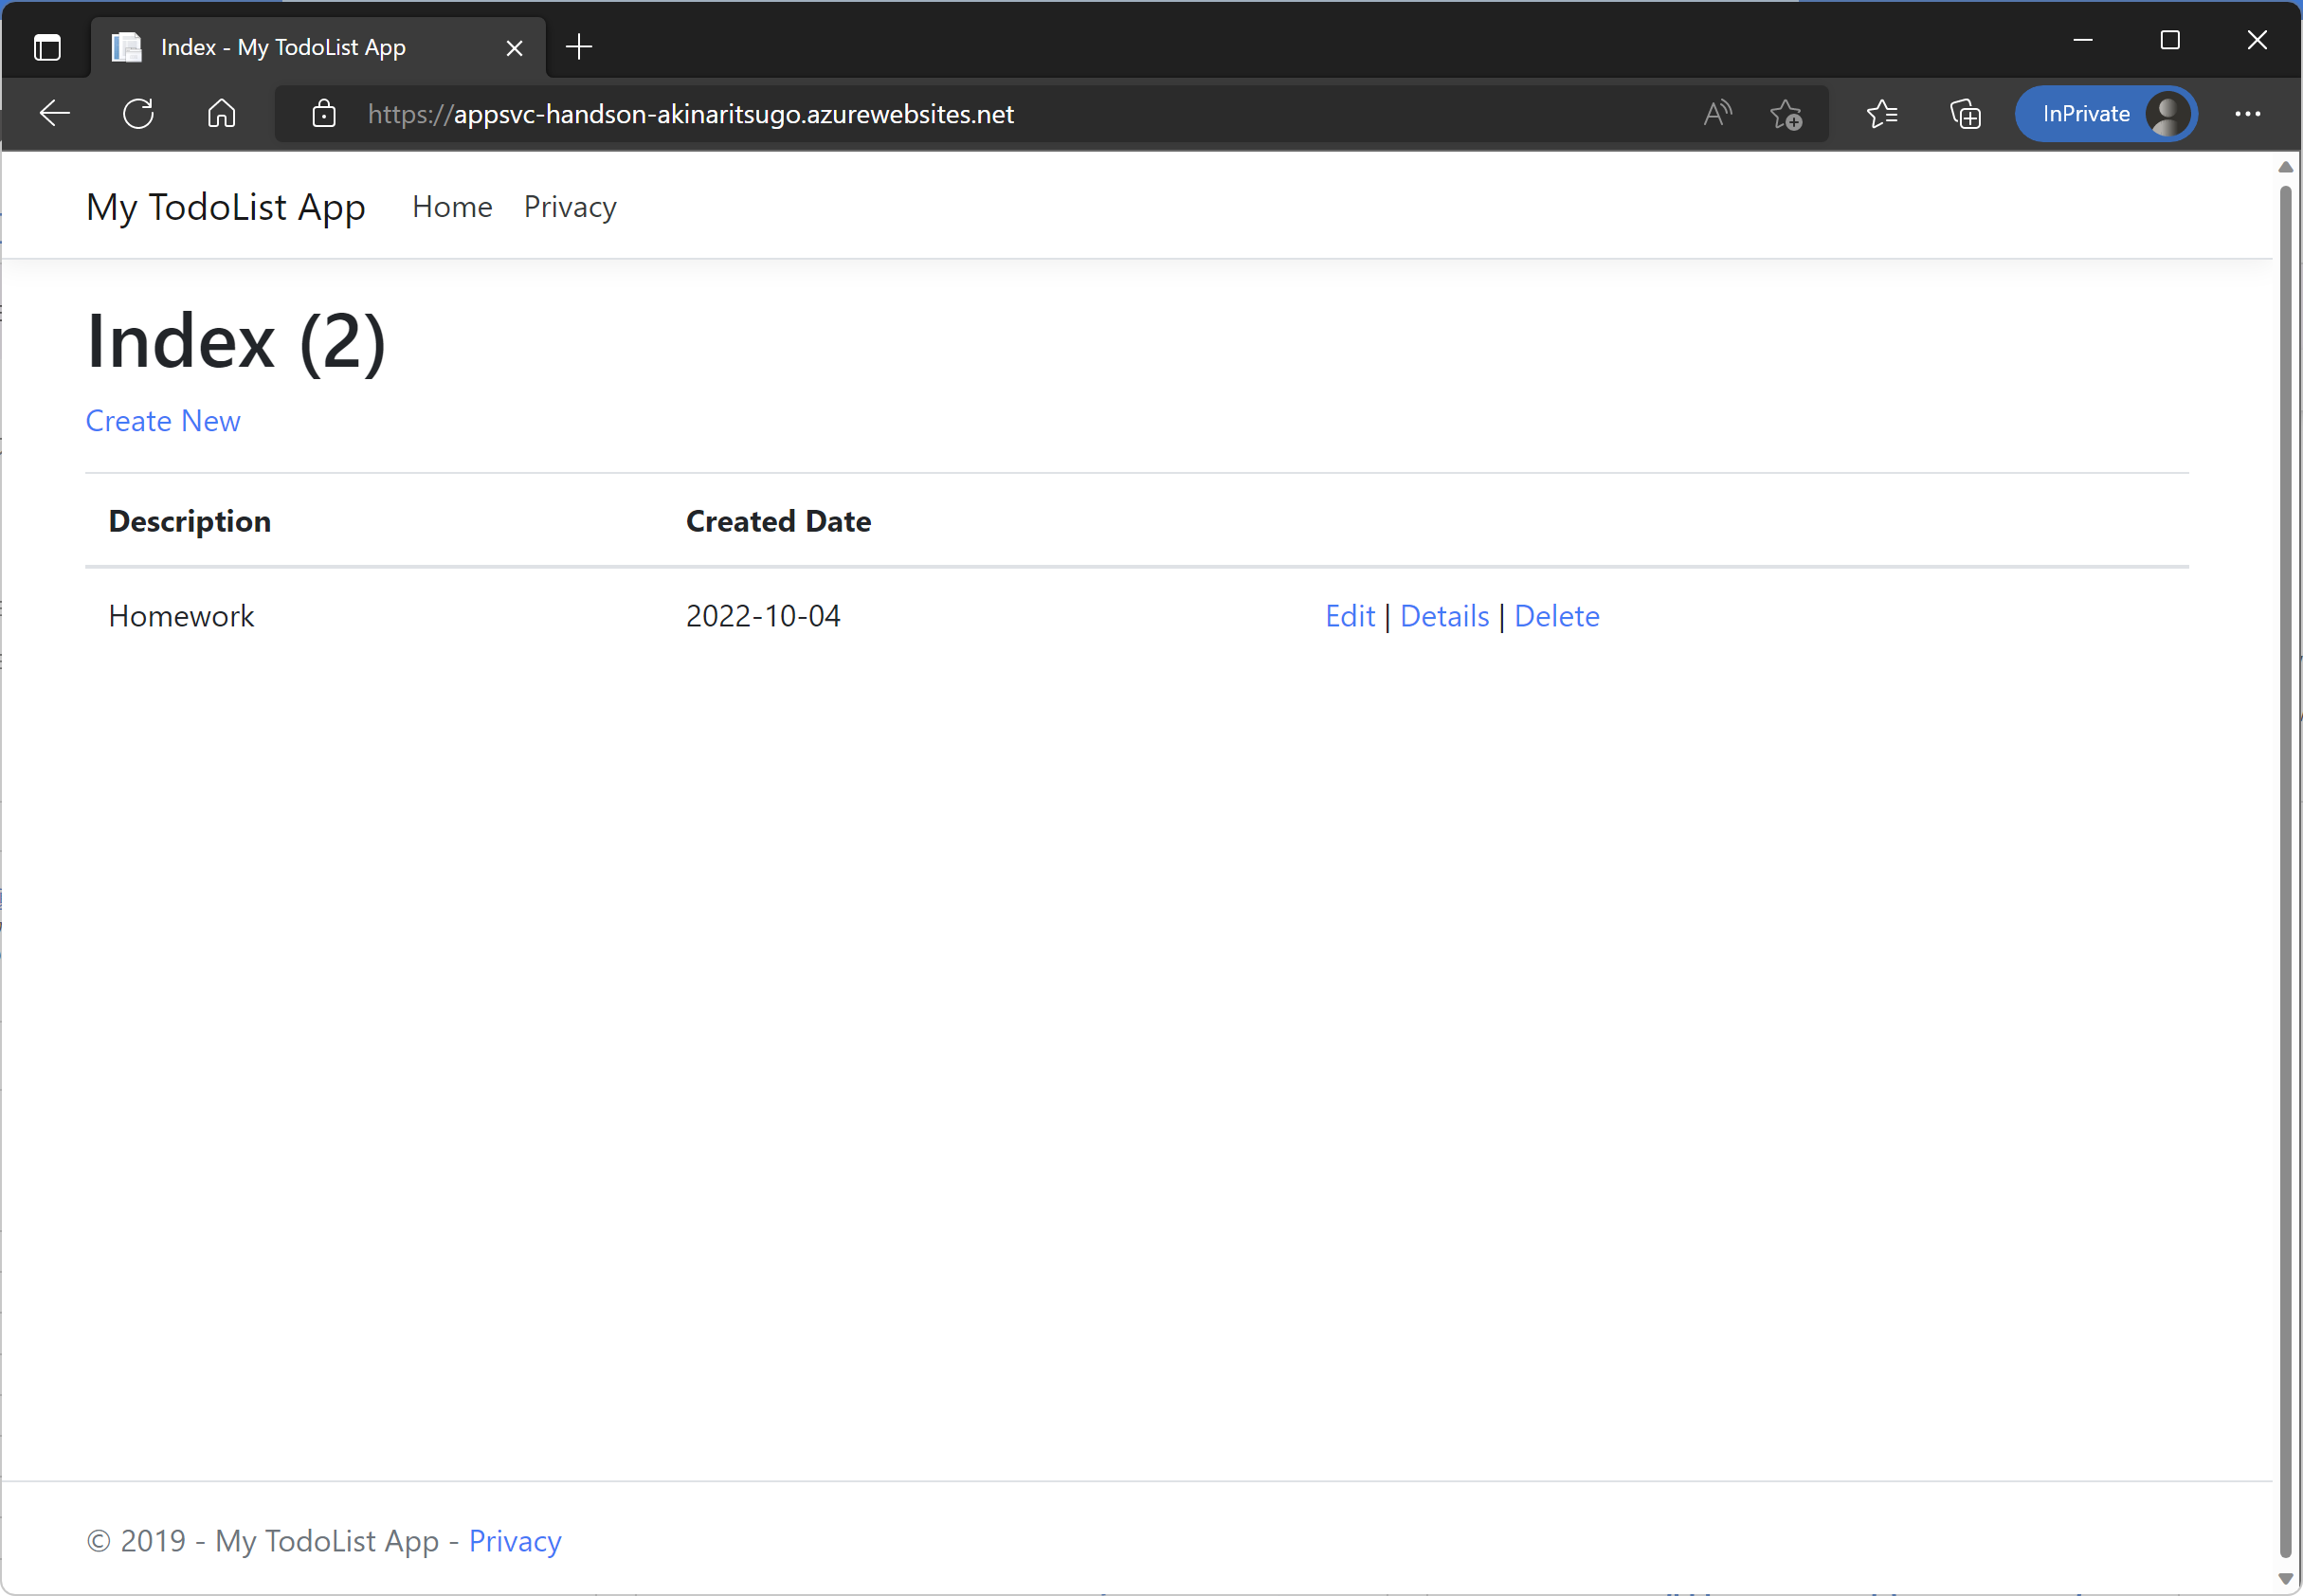 Index - My TodoList App
https://appsvc-handson-akinaritsugo.azurewebsites.net
InPrivate
My TodoList App Home Privacy
Index (2)
Create New
Description Created Date
Homework 2022-10-04 Edit | Details | Delete
© 2019 - My TodoList App - Privacy